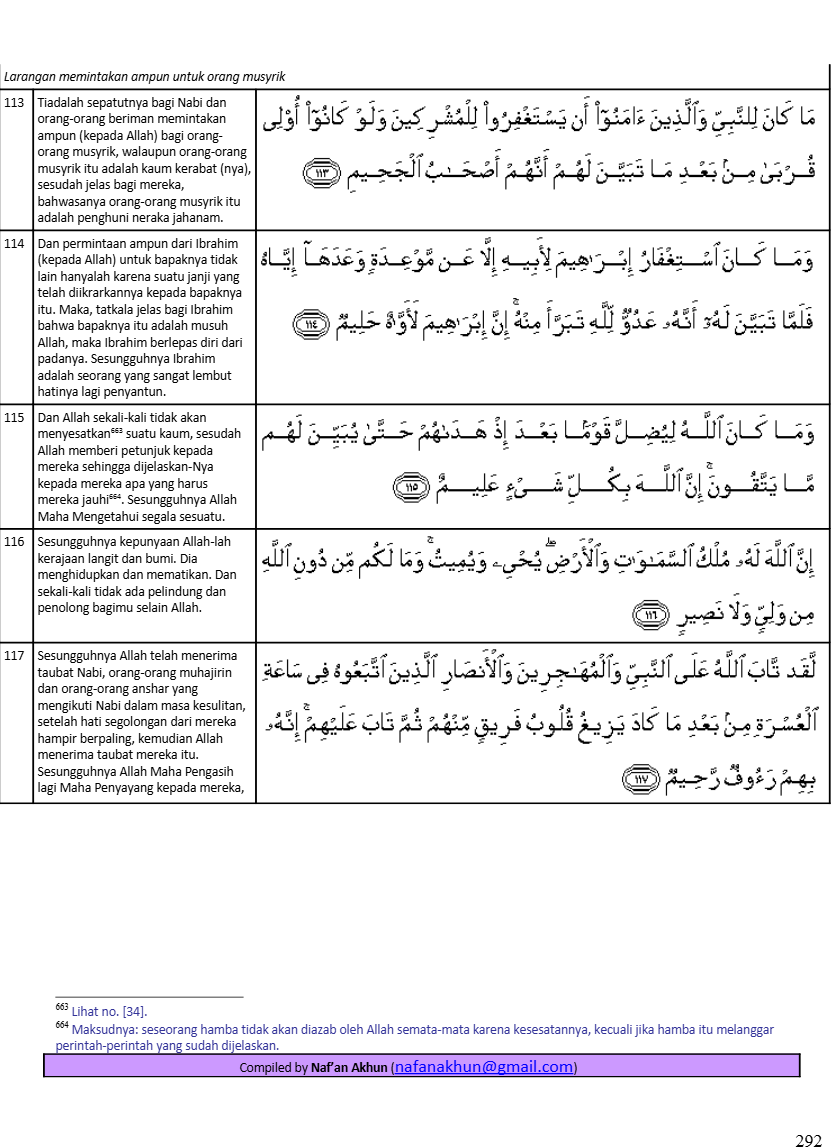 Larangan memintakan ampun untuk orang musyrik
113
Tiadalah sepatutnya bagi Nabi dan
orang-orang beriman memintakan
ampun (kepada Allah) bagi orang-
orang musyrik, walaupun orang-orang
musyrik itu adalah kaum kerabat (nya),
sesudah jelas bagi mereka,
bahwasanya orang-orang musyrik itu
adalah penghuni neraka jahanam.
مَا كَانَ لِلنَّبِيِّ وَٱلَّذِينَ ءَامَنُوٓا۟ أَن يَسْتَغْفِرُوا۟ لِلْمُشْرِكِينَ وَلَوْ كَانُوٓا۟ أُو۟لِى
قُرْبَىٰ مِنۢ بَعْدِ مَا تَبَيَّنَ لَهُمْ أَنَّهُمْ أَصْحَـٰبُ ٱلْجَحِيمِ ١١٣
114
Dan permintaan ampun dari Ibrahim
(kepada Allah) untuk bapaknya tidak
lain hanyalah karena suatu janji yang
telah diikrarkannya kepada bapaknya
itu. Maka, tatkala jelas bagi Ibrahim
bahwa bapaknya itu adalah musuh
Allah, maka Ibrahim berlepas diri dari
padanya. Sesungguhnya Ibrahim
adalah seorang yang sangat lembut
hatinya lagi penyantun.
وَمَا كَانَ ٱسْتِغْفَارُ إِبْرَٰهِيمَ لِأَبِيهِ إِلَّا عَن مَّوْعِدَةٍ وَعَدَهَآ إِيَّاهُ
فَلَمَّا تَبَيَّنَ لَهُۥٓ أَنَّهُۥ عَدُوٌّ لِّلَّهِ تَبَرَّأَ مِنْهُ ۚ إِنَّ إِبْرَٰهِيمَ لَأَوَّٰهٌ حَلِيمٌ ١١٤
115
Dan Allah sekali-kali tidak akan
menyesatkan⁶⁶³ suatu kaum, sesudah
Allah memberi petunjuk kepada
mereka sehingga dijelaskan-Nya
kepada mereka apa yang harus
mereka jauhi⁶⁶⁴. Sesungguhnya Allah
Maha Mengetahui segala sesuatu.
وَمَا كَانَ ٱللَّهُ لِيُضِلَّ قَوْمًۢا بَعْدَ إِذْ هَدَىٰهُمْ حَتَّىٰ يُبَيِّنَ لَهُم
مَّا يَتَّقُونَ ۚ إِنَّ ٱللَّهَ بِكُلِّ شَىْءٍ عَلِيمٌ ١١٥
116
Sesungguhnya kepunyaan Allah-lah
kerajaan langit dan bumi. Dia
menghidupkan dan mematikan. Dan
sekali-kali tidak ada pelindung dan
penolong bagimu selain Allah.
إِنَّ ٱللَّهَ لَهُۥ مُلْكُ ٱلسَّمَـٰوَٰتِ وَٱلْأَرْضِ ۖ يُحْىِۦ وَيُمِيتُ ۚ وَمَا لَكُم مِّن دُونِ ٱللَّهِ
مِن وَلِىٍّ وَلَا نَصِيرٍ ١١٦
117
Sesungguhnya Allah telah menerima
taubat Nabi, orang-orang muhajirin
dan orang-orang anshar yang
mengikuti Nabi dalam masa kesulitan,
setelah hati segolongan dari mereka
hampir berpaling, kemudian Allah
menerima taubat mereka itu.
Sesungguhnya Allah Maha Pengasih
lagi Maha Penyayang kepada mereka,
لَّقَد تَّابَ ٱللَّهُ عَلَى ٱلنَّبِىِّ وَٱلْمُهَـٰجِرِينَ وَٱلْأَنصَارِ ٱلَّذِينَ ٱتَّبَعُوهُ فِى سَاعَةِ
ٱلْعُسْرَةِ مِنۢ بَعْدِ مَا كَادَ يَزِيغُ قُلُوبُ فَرِيقٍ مِّنْهُمْ ثُمَّ تَابَ عَلَيْهِمْ ۚ إِنَّهُۥ
بِهِمْ رَءُوفٌ رَّحِيمٌ ١١٧
⁶⁶³ Lihat no. [34].
⁶⁶⁴ Maksudnya: seseorang hamba tidak akan diazab oleh Allah semata-mata karena kesesatannya, kecuali jika hamba itu melanggar
perintah-perintah yang sudah dijelaskan.
Compiled by Naf’an Akhun (nafanakhun@gmail.com)
292